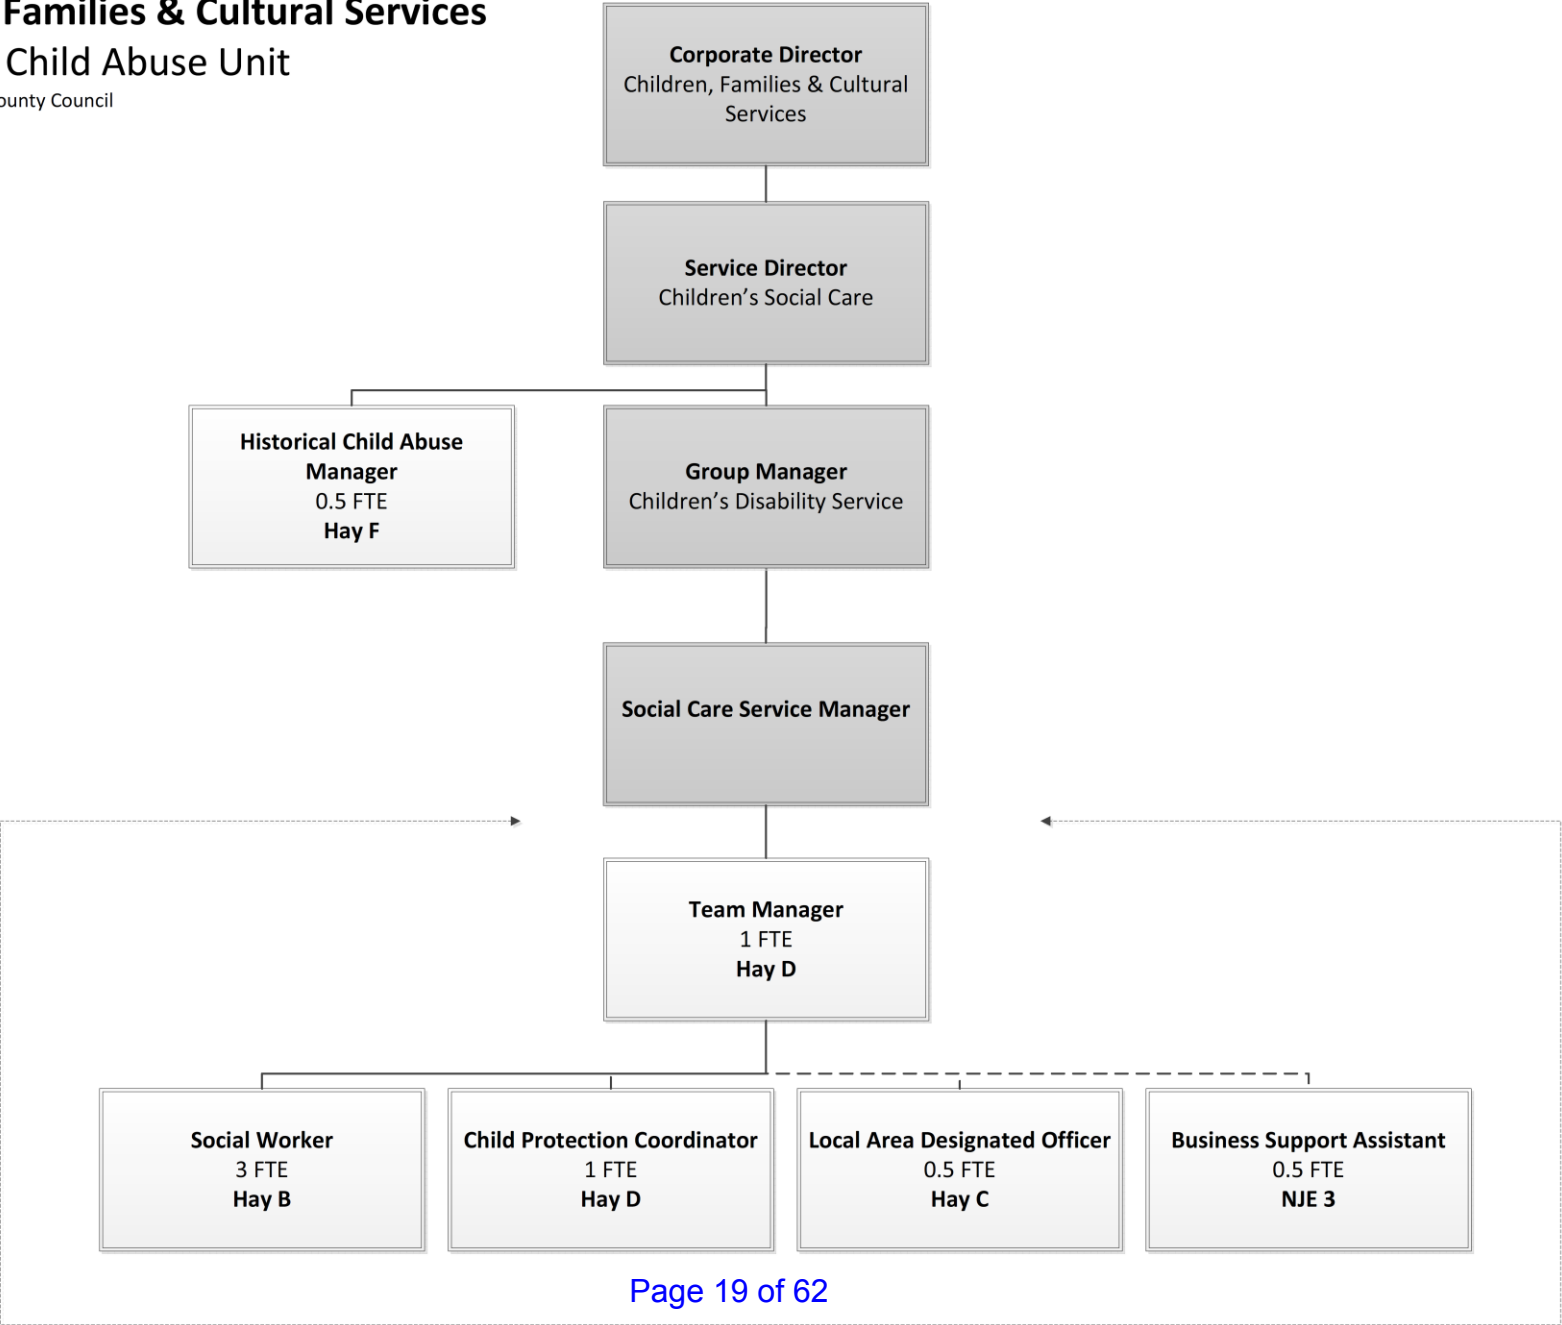 Families & Cultural Services
Child Abuse Unit
ounty Council
Corporate Director
Children, Families & Cultural
Services
Service Director
Children’s Social Care
Historical Child Abuse
Manager
0.5 FTE
Hay F
Group Manager
Children’s Disability Service
Social Care Service Manager
Team Manager
1 FTE
Hay D
Social Worker
3 FTE
Hay B
Child Protection Coordinator
1 FTE
Hay D
Local Area Designated Officer
0.5 FTE
Hay C
Business Support Assistant
0.5 FTE
NJE 3
Page 19 of 62